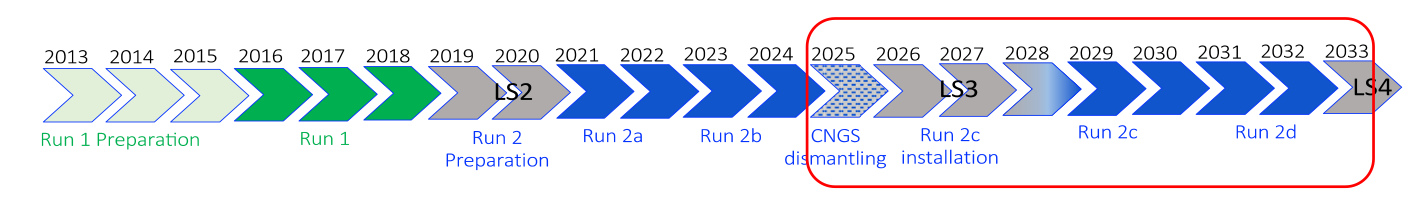 2013 2014 2015 2016 2017 2018 2019 2020 2021 2022 2023 2024 2025 2026 2027 2028 2029 2030 2031 2032 2033
LS2 LS3 LS4
Run 1 Preparation Run 1 Run 2 Run 2a Run 2b CNGS Run 2c Run 2c Run 2d
Preparation dismantling installation